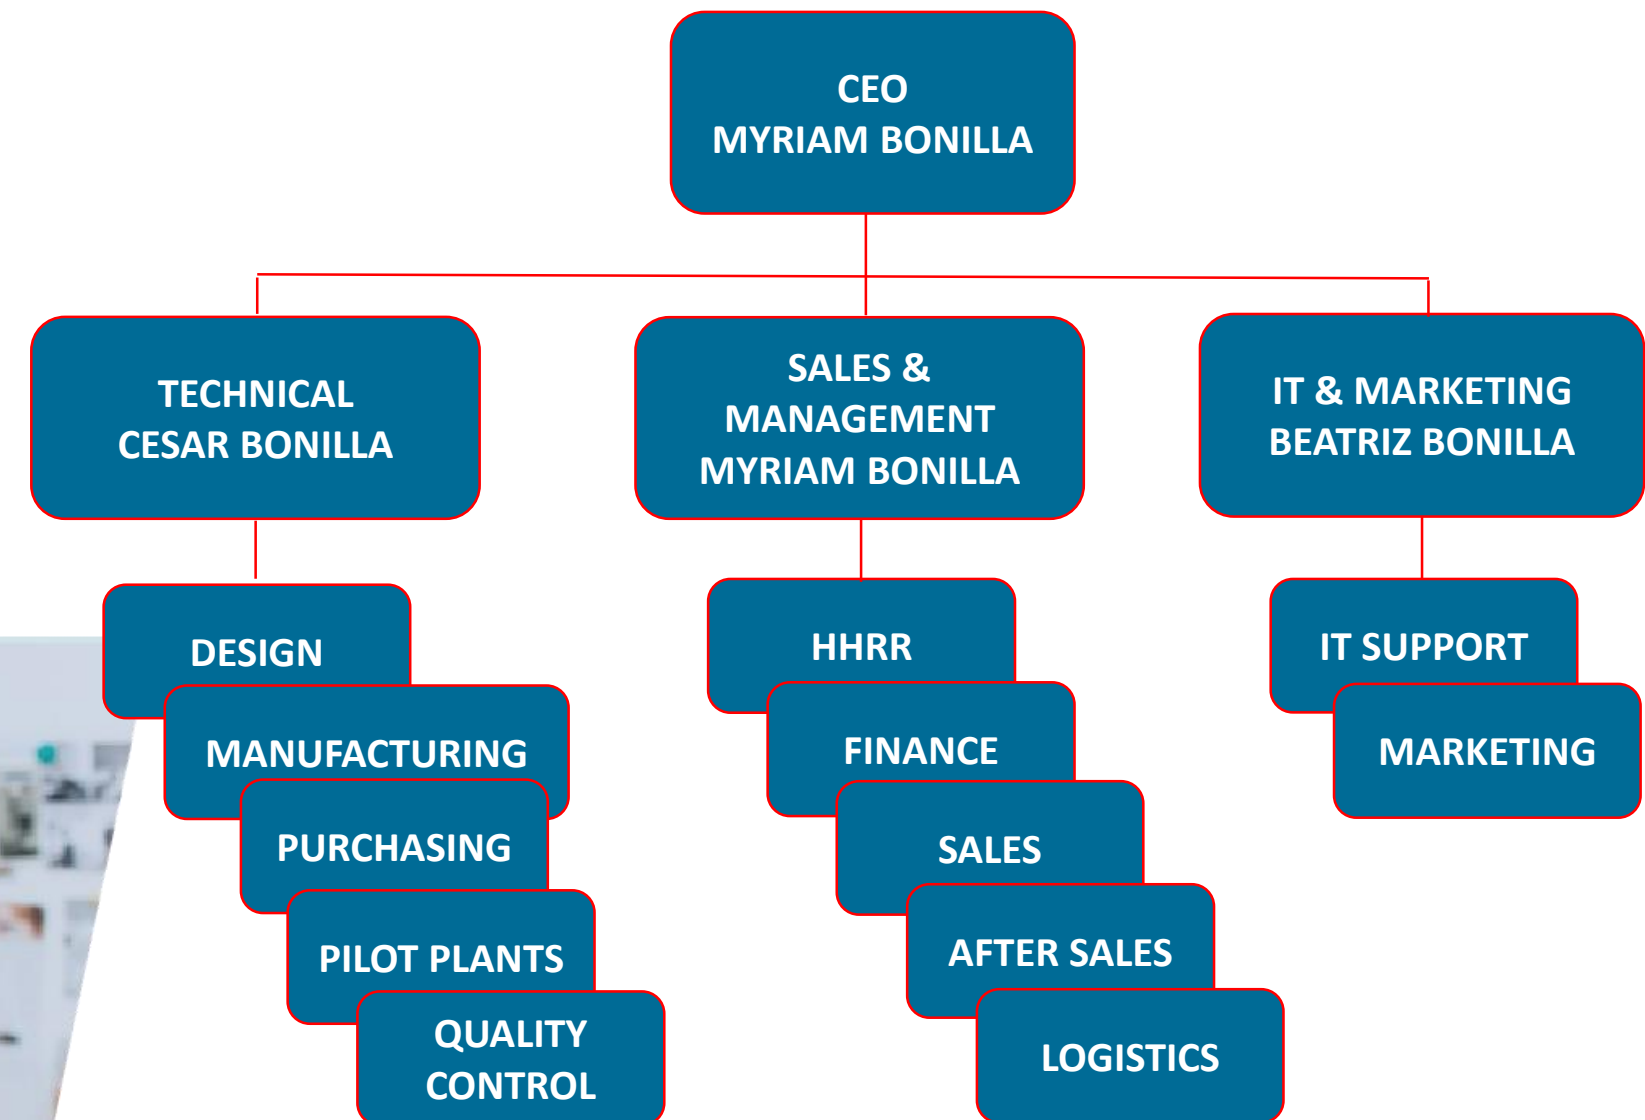 CEO
MYRIAM BONILLA
TECHNICAL
CESAR BONILLA
SALES &
MANAGEMENT
MYRIAM BONILLA
IT & MARKETING
BEATRIZ BONILLA
DESIGN
MANUFACTURING
PURCHASING
PILOT PLANTS
QUALITY
CONTROL
HHRR
FINANCE
SALES
AFTER SALES
LOGISTICS
IT SUPPORT
MARKETING